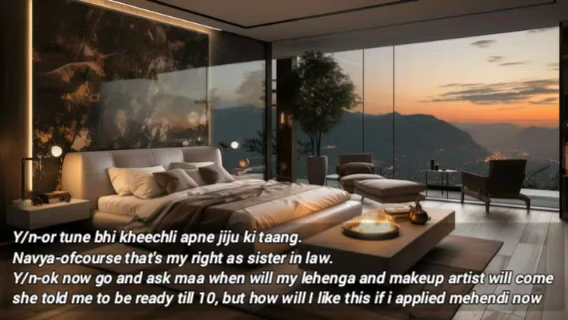 Y/n-or tune bhi kheechli apne jiju ki taang.
Navya-ofcourse that's my right as sister in law.
Y/n-ok now go and ask maa when will my lehenga and makeup artist will come
she told me to be ready till 10, but how will I like this if i applied mehendi now